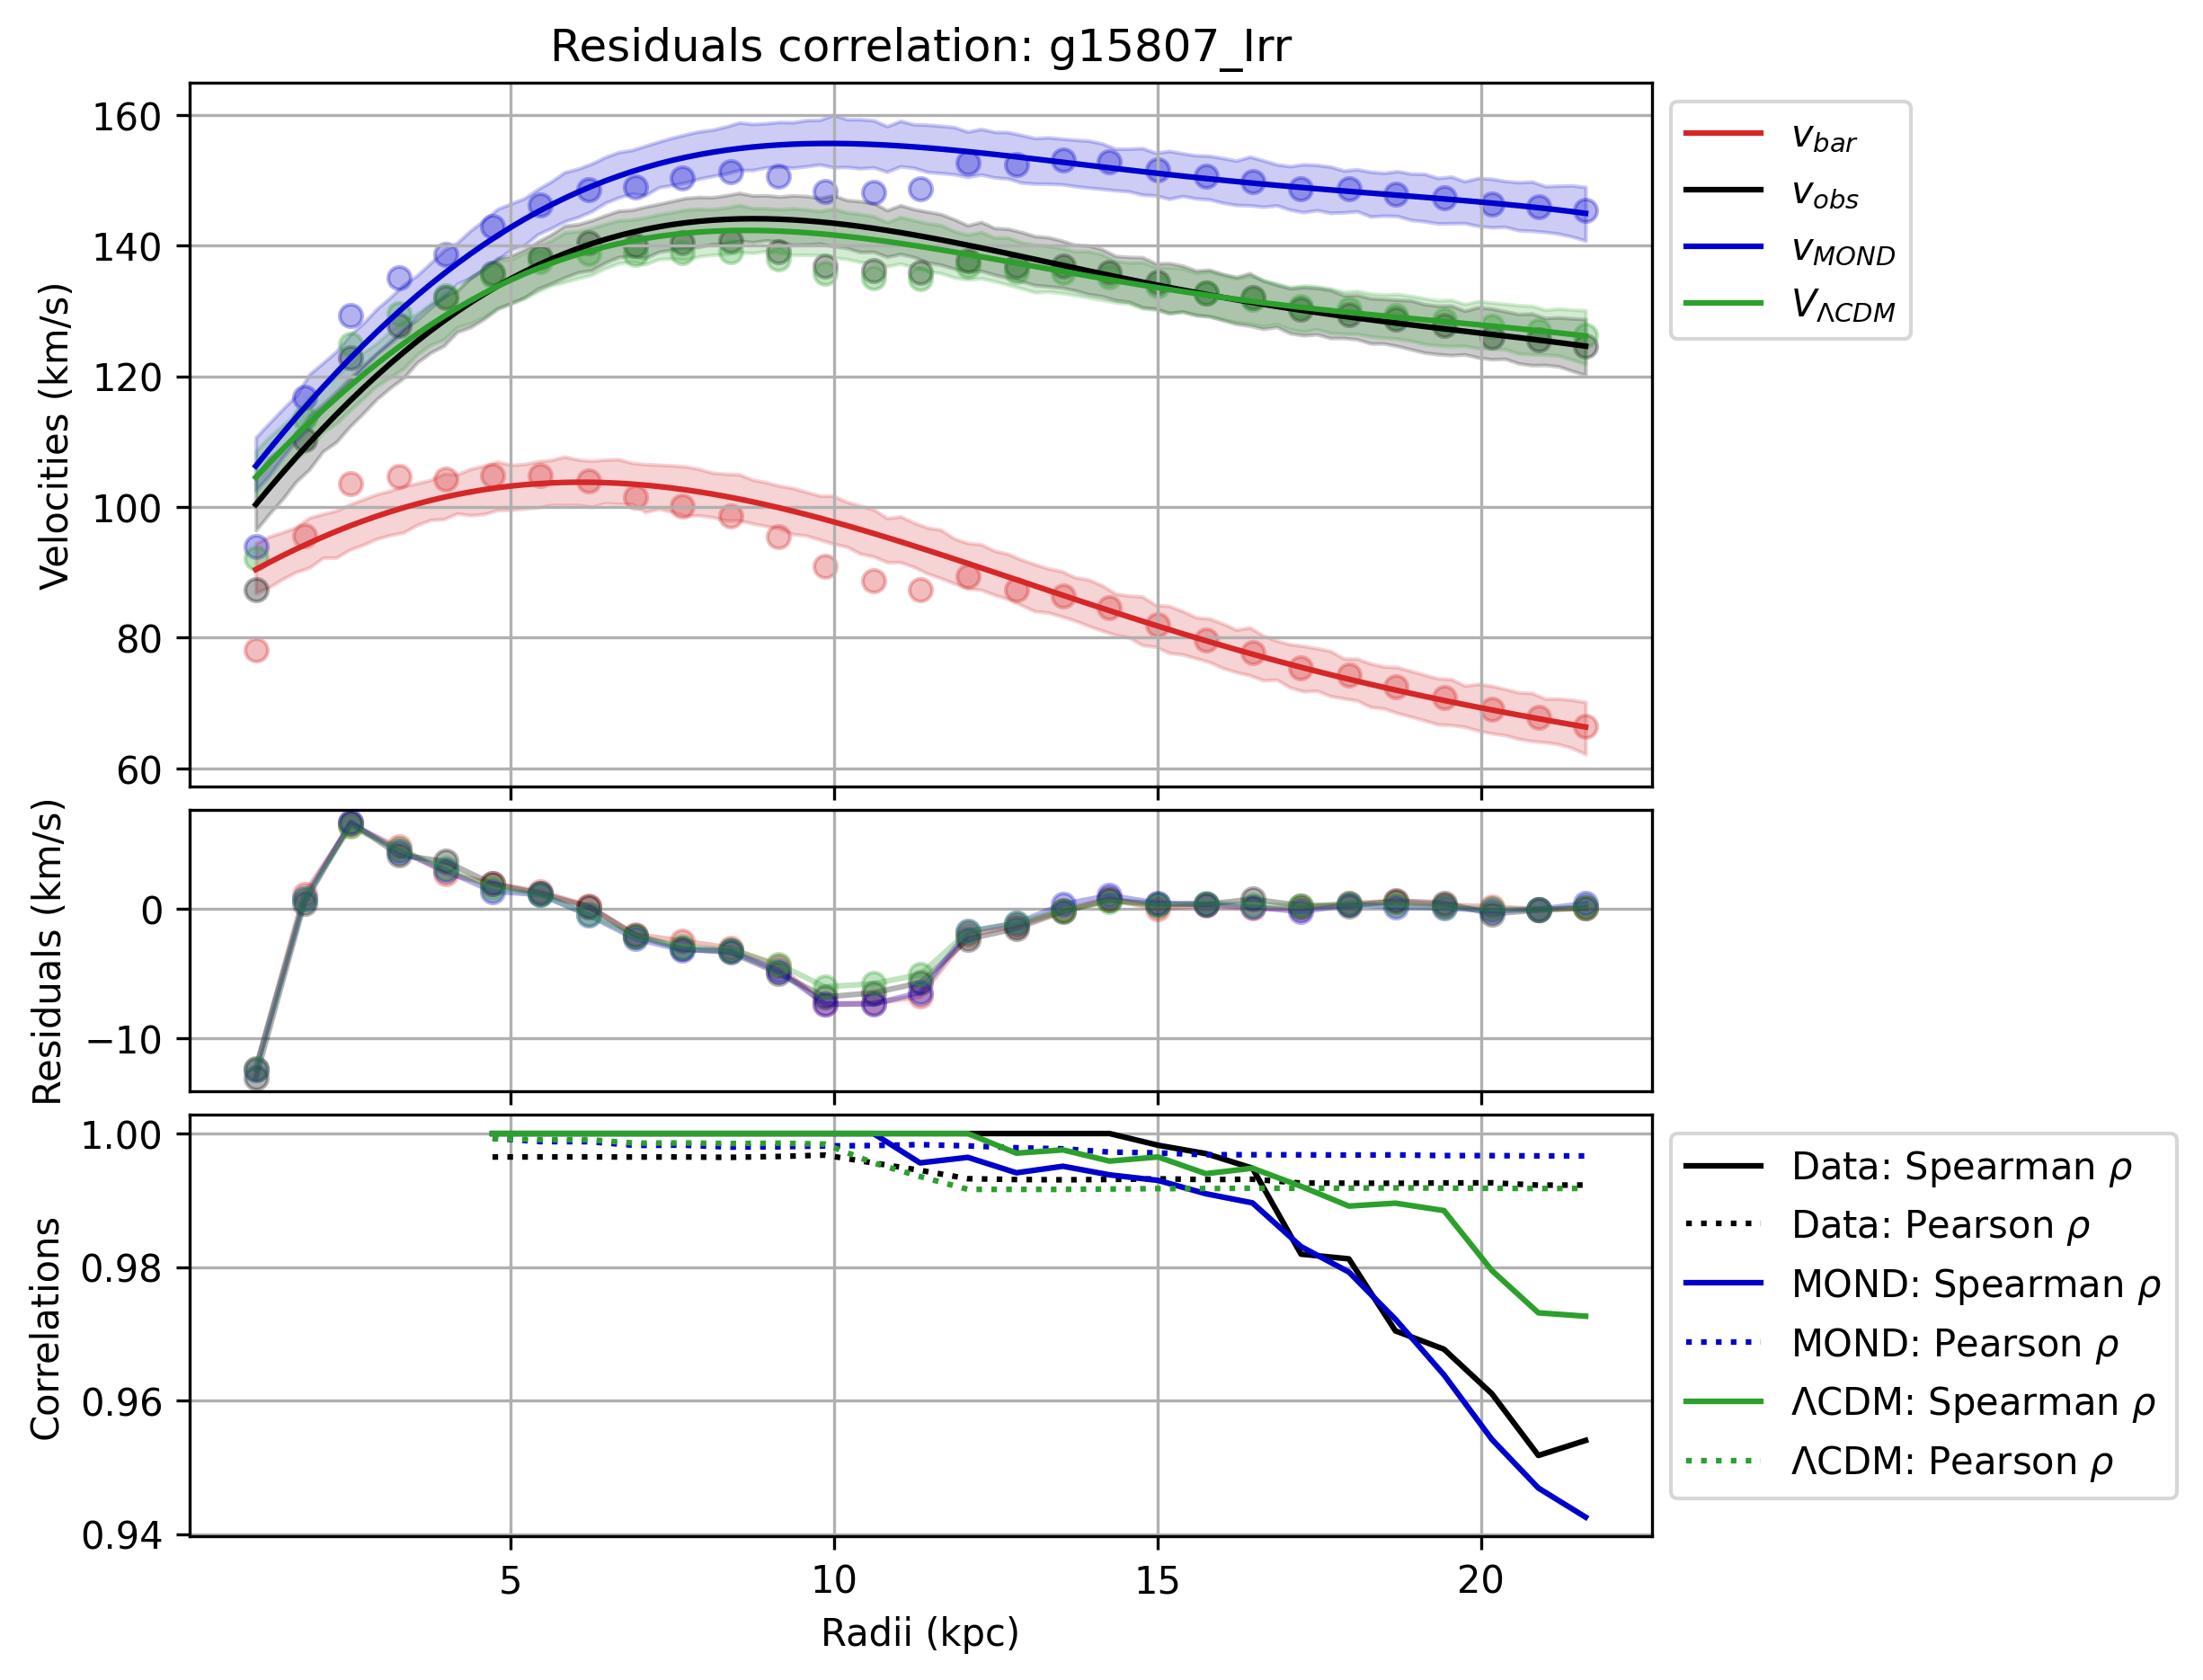 Residuals correlation: g15807_Irr
Velocities (km/s)
160
140
120
100
80
60
v_bar
v_obs
v_MOND
V_ΛCDM
Residuals (km/s)
0
−10
Correlations
1.00
0.98
0.96
0.94
5
10
15
20
Radii (kpc)
Data: Spearman ρ
Data: Pearson ρ
MOND: Spearman ρ
MOND: Pearson ρ
ΛCDM: Spearman ρ
ΛCDM: Pearson ρ